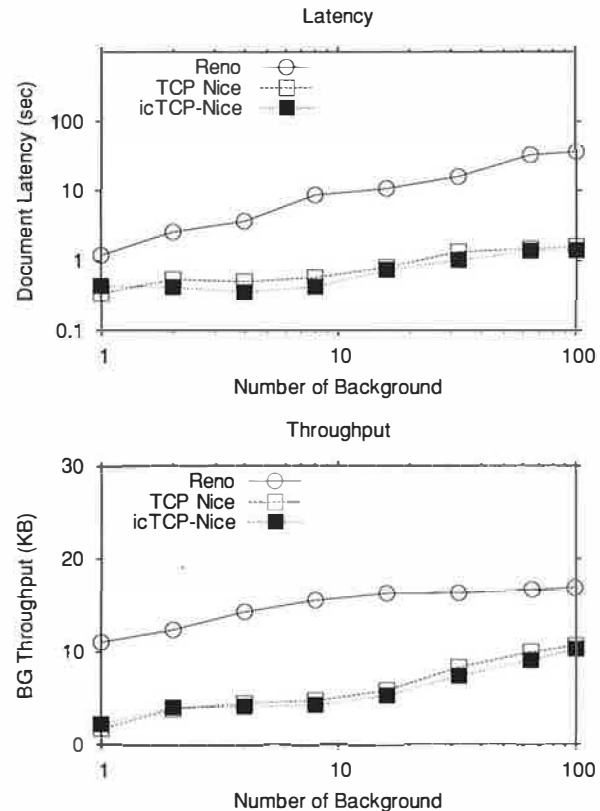 Latency
Reno
TCP Nice
icTCP-Nice
Document Latency (sec)
100
10
1
0.1
1
10
100
Number of Background
Throughput
Reno
TCP Nice
icTCP-Nice
BG Throughput (KB)
30
20
10
0
1
10
100
Number of Background